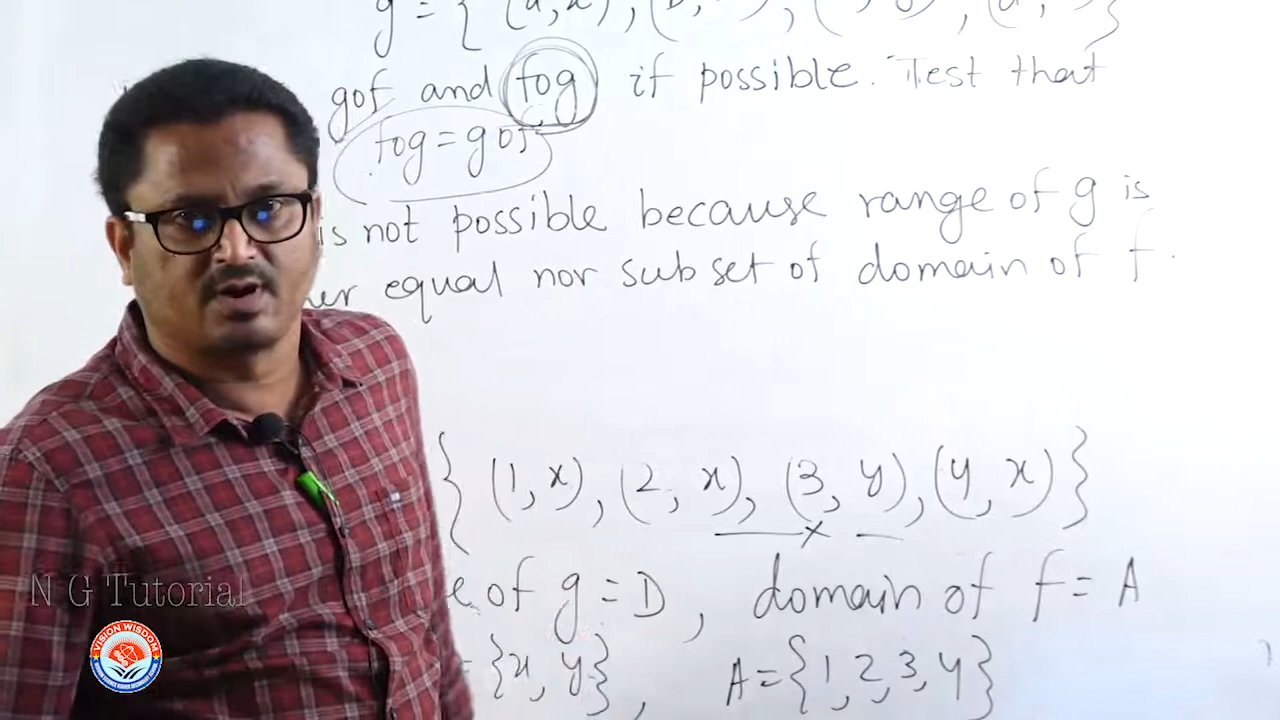 g = {
gof and fog if possible. Test that
fog = gof
is not possible because range of g is
equal nor subset of domain of f.
{ (1, x), (2, x), (3, y), (4, x) }
of g = D, domain of f = A
= {x, y}, A = {1, 2, 3, 4}
N G Tutorial
VISION WISDOM